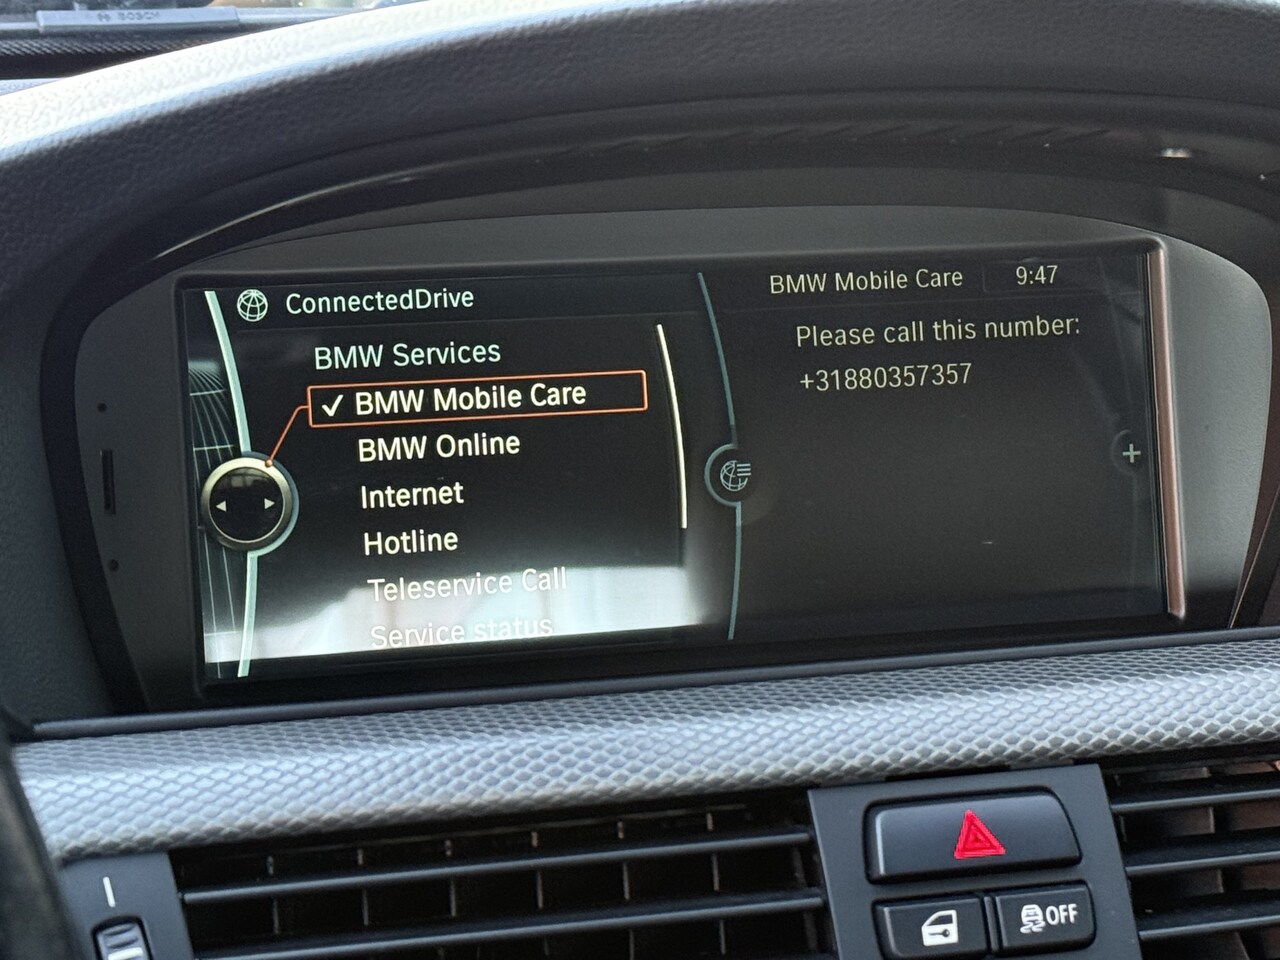 BOSCH
ConnectedDrive
BMW Services
✓ BMW Mobile Care
BMW Online
Internet
Hotline
Teleservice Call
Service status
BMW Mobile Care 9:47
Please call this number:
+31880357357
+
OFF